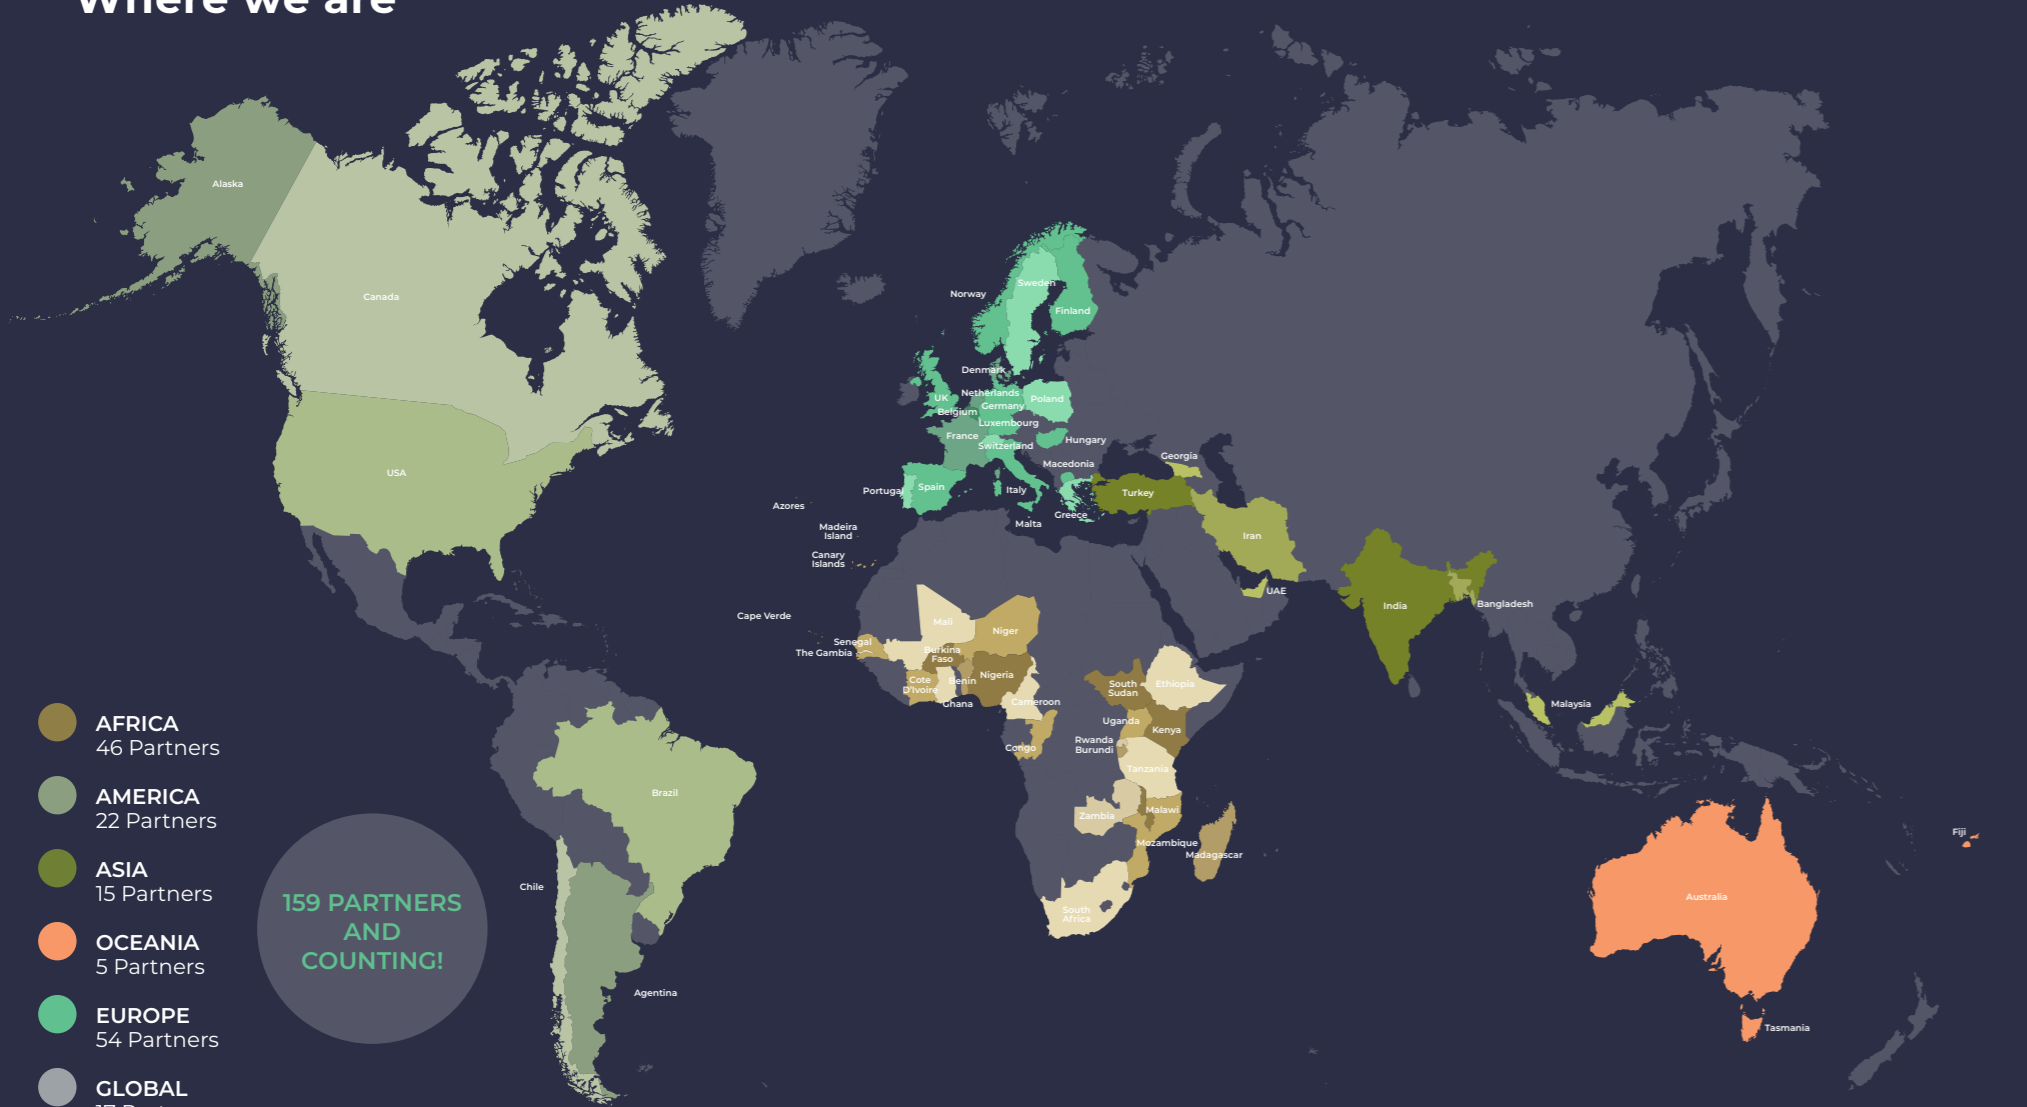 Where we are
Alaska
Canada
USA
Norway
Sweden
Finland
Denmark
Netherlands
UK
Germany
Poland
Belgium
Luxembourg
France
Switzerland
Hungary
Macedonia
Georgia
Portugal
Spain
Italy
Turkey
Greece
Malta
Azores
Madeira
Island
Canary
Islands
Iran
UAE
India
Bangladesh
Cape Verde
Senegal
The Gambia
Mali
Niger
Burkina
Faso
Cote
D'Ivoire
Benin
Nigeria
Ghana
Cameroon
South
Sudan
Ethiopia
Uganda
Kenya
Congo
Rwanda
Burundi
Tanzania
Malaysia
Zambia
Malawi
Mozambique
Madagascar
South
Africa
Brazil
Chile
Agentina
Fiji
Australia
Tasmania
AFRICA
46 Partners
AMERICA
22 Partners
ASIA
15 Partners
OCEANIA
5 Partners
EUROPE
54 Partners
GLOBAL
159 PARTNERS
AND
COUNTING!